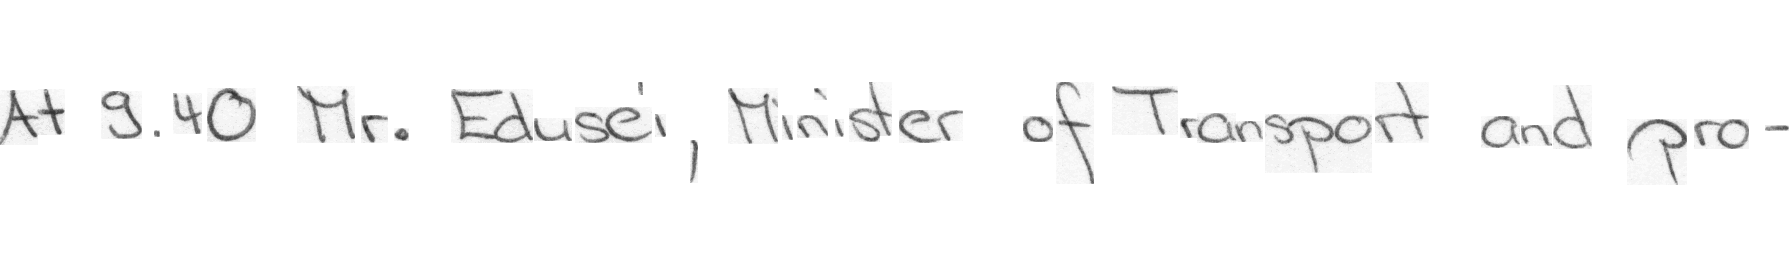 At 9.40 Mr. Edusei, Minister of Transport and pro-